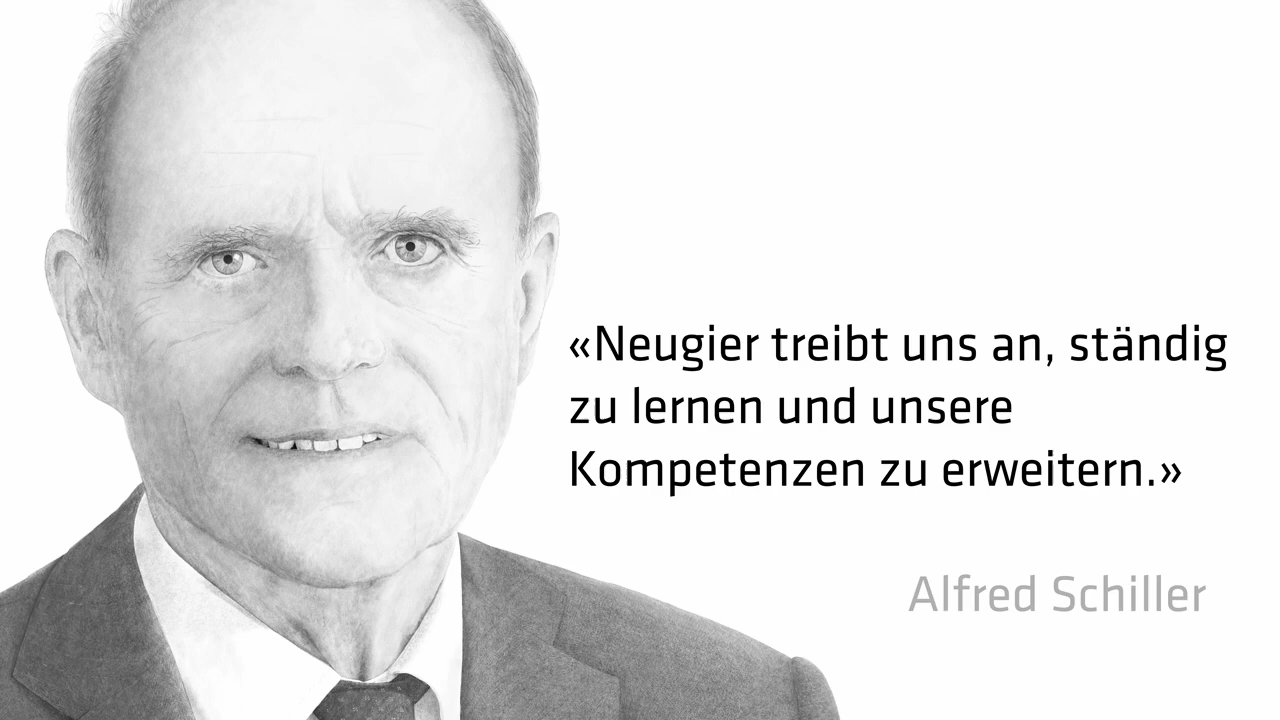 «Neugier treibt uns an, ständig
zu lernen und unsere
Kompetenzen zu erweitern.»
Alfred Schiller